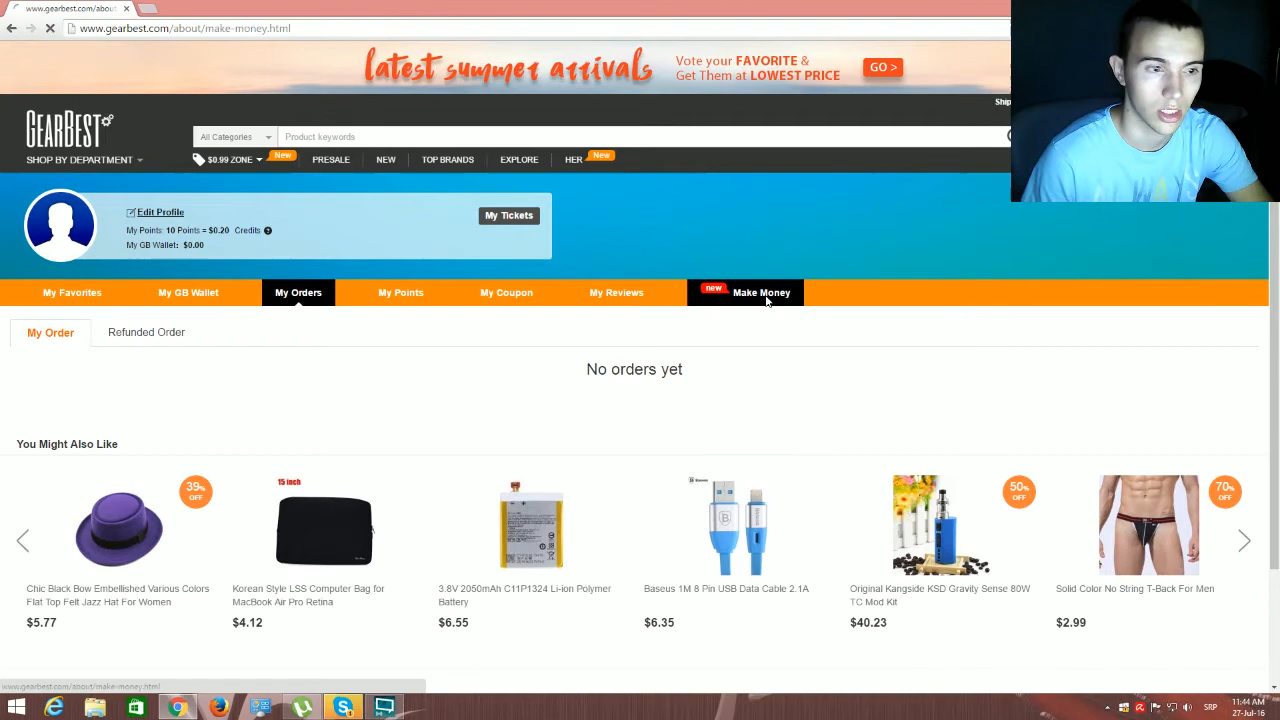 www.gearbest.com/abou
www.gearbest.com/about/make-money.html
latest summer arrivals
Vote your FAVORITE &
Get Them at LOWEST PRICE
GO >
Ship
GEARBEST
All Categories
Product keywords
SHOP BY DEPARTMENT
$0.99 ZONE
New
PRESALE
NEW
TOP BRANDS
EXPLORE
HER
New
Edit Profile
My Tickets
My Points: 10 Points = $0.20 Credits ?
My GB Wallet: $0.00
My Favorites
My GB Wallet
My Orders
My Points
My Coupon
My Reviews
new
Make Money
My Order
Refunded Order
No orders yet
You Might Also Like
39%
OFF
15 inch
Baseus
50%
OFF
70%
OFF
Chic Black Bow Embellished Various Colors
Flat Top Felt Jazz Hat For Women
$5.77
Korean Style LSS Computer Bag for
MacBook Air Pro Retina
$4.12
3.8V 2050mAh C11P1324 Li-ion Polymer
Battery
$6.55
Baseus 1M 8 Pin USB Data Cable 2.1A
$6.35
Original Kangside KSD Gravity Sense 80W
TC Mod Kit
$40.23
Solid Color No String T-Back For Men
$2.99
www.gearbest.com/about/make-money.html
SRP
11:44 AM
27-Jul-16